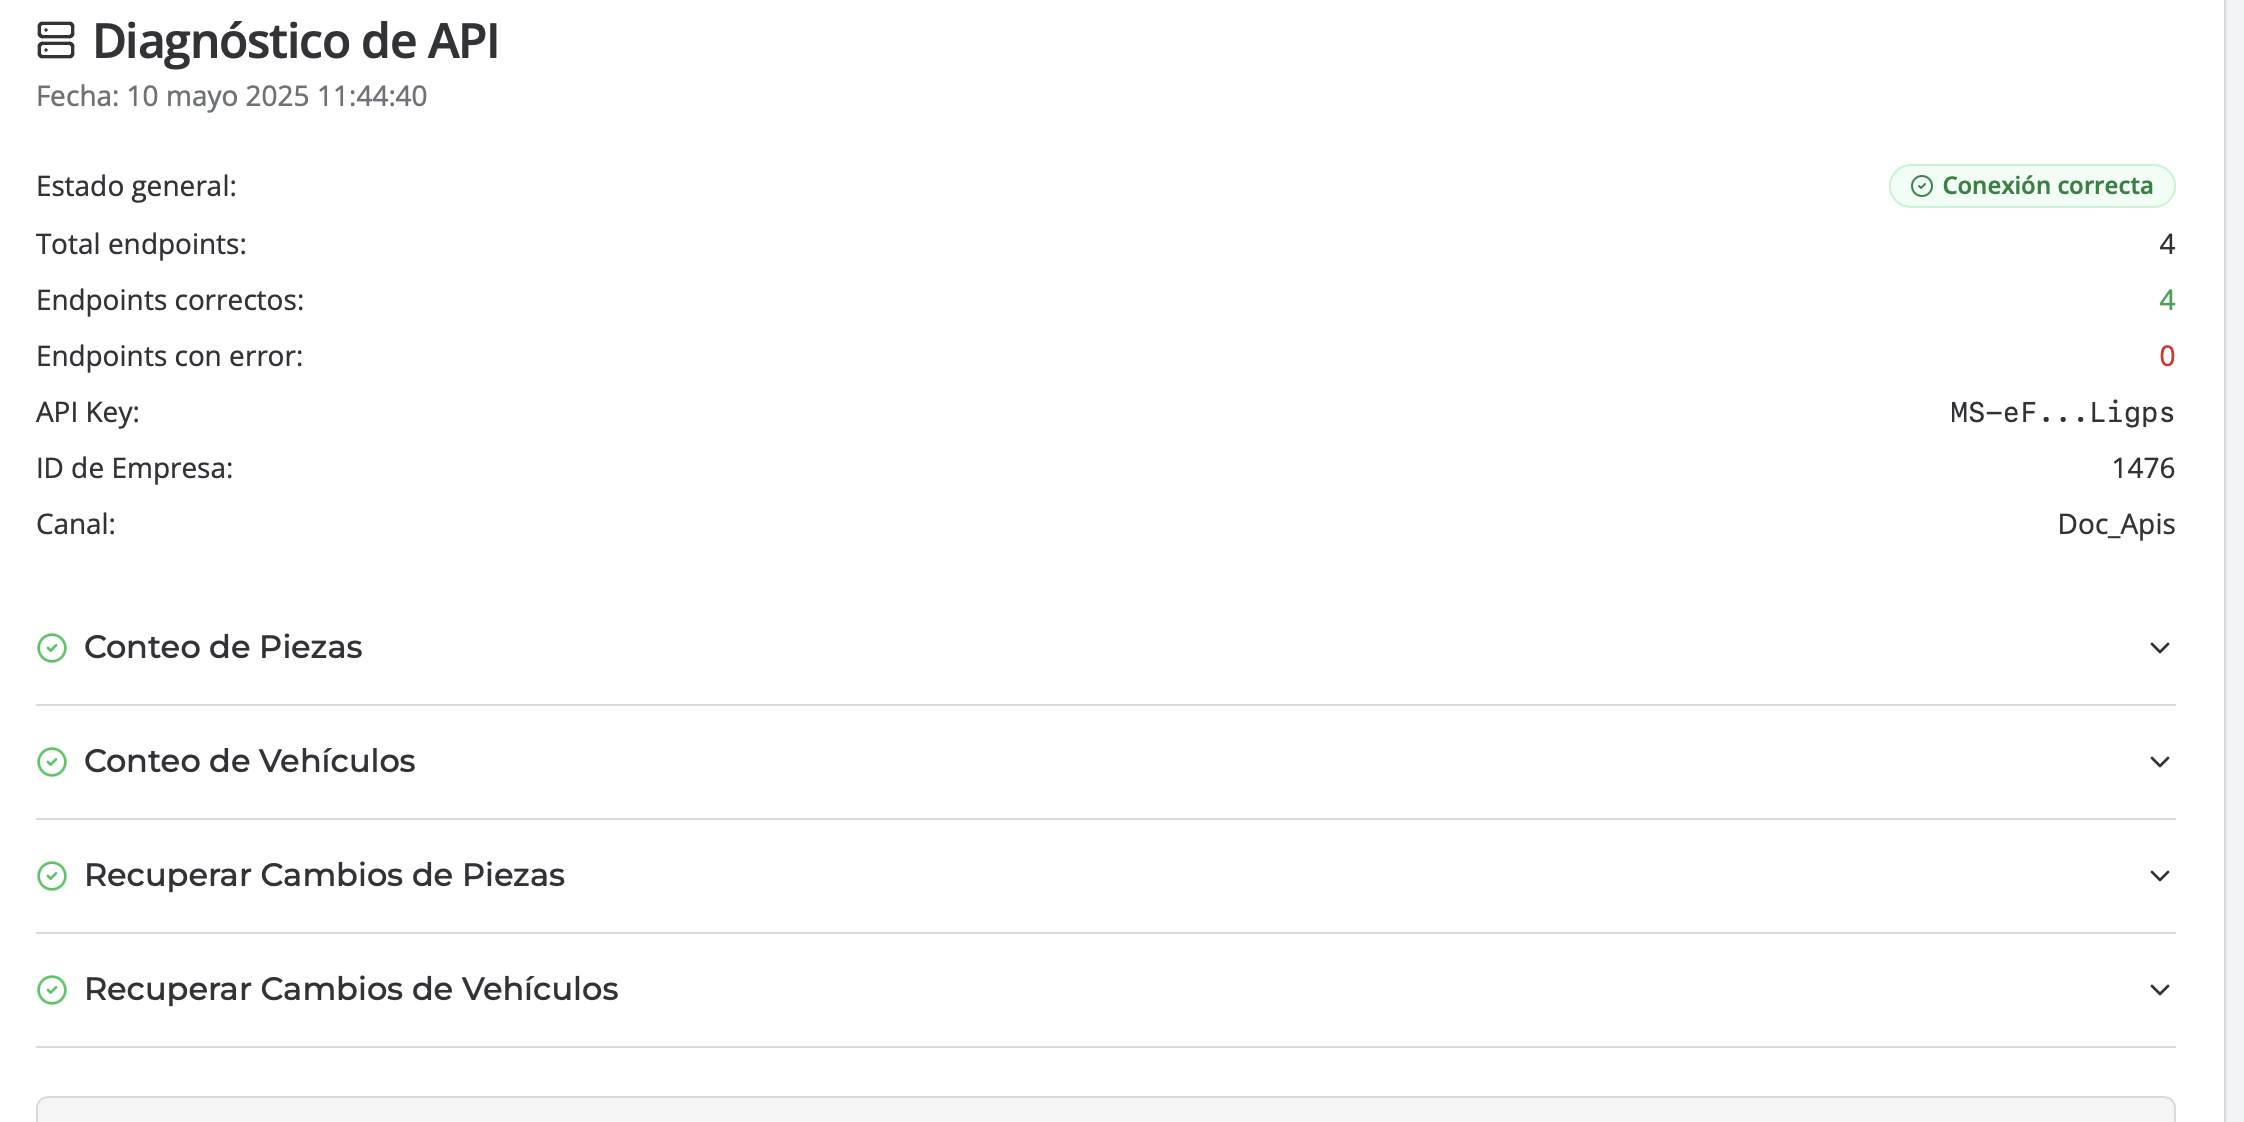 Diagnóstico de API
Fecha: 10 mayo 2025 11:44:40
Estado general: Conexión correcta
Total endpoints: 4
Endpoints correctos: 4
Endpoints con error: 0
API Key: MS-eF...Ligps
ID de Empresa: 1476
Canal: Doc_Apis
Conteo de Piezas
Conteo de Vehículos
Recuperar Cambios de Piezas
Recuperar Cambios de Vehículos